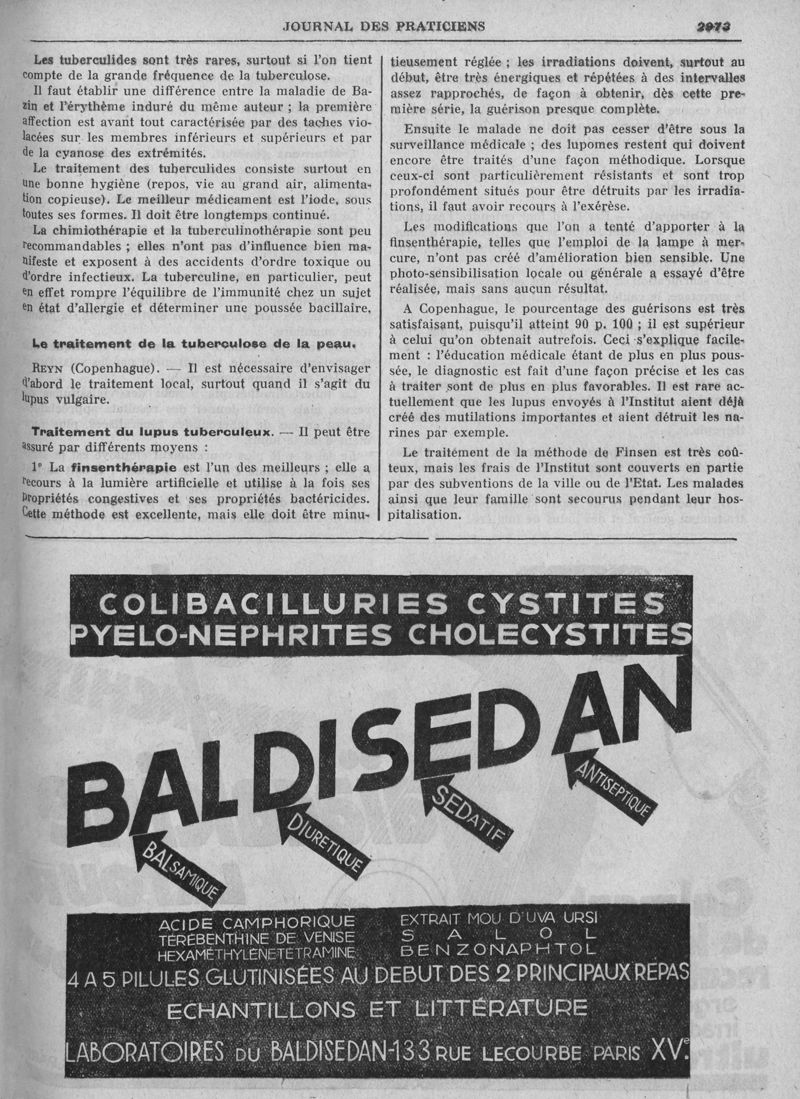 JOURNAL DES PRATICIENS 2973
Les tuberculides sont très rares, surtout si l'on tient
compte de la grande fréquence de la tuberculose.
Il faut établir une différence entre la maladie de Ba-
zin et l'érythème induré du même auteur ; la première
affection est avant tout caractérisée par des taches vio-
lacées sur les membres inférieurs et supérieurs et par
de la cyanose des extrémités.
Le traitement des tuberculides consiste surtout en
une bonne hygiène (repos, vie au grand air, alimenta-
tion copieuse). Le meilleur médicament est l'iode, sous
toutes ses formes. Il doit être longtemps continué.
La chimiothérapie et la tuberculinothérapie sont peu
recommandables ; elles n'ont pas d'influence bien ma-
nifeste et exposent à des accidents d'ordre toxique ou
d'ordre infectieux. La tuberculine, en particulier, peut
en effet rompre l'équilibre de l'immunité chez un sujet
en état d'allergie et déterminer une poussée bacillaire,
Le traitement de la tuberculose de la peau.
REYN (Copenhague). — Il est nécessaire d'envisager
d'abord le traitement local, surtout quand il s'agit du
lupus vulgaire.
Traitement du lupus tuberculeux. — Il peut être
assuré par différents moyens :
1° La finsenthérapie est l'un des meilleurs ; elle a
recours à la lumière artificielle et utilise à la fois ses
propriétés congestives et ses propriétés bactéricides.
Cette méthode est excellente, mais elle doit être minu-
tieusement réglée ; les irradiations doivent, surtout au
début, être très énergiques et répétées à des intervalles
assez rapprochés, de façon à obtenir, dès cette pre-
mière série, la guérison presque complète.
Ensuite le malade ne doit pas cesser d'être sous la
surveillance médicale ; des lupomes restent qui doivent
encore être traités d'une façon méthodique. Lorsque
ceux-ci sont particulièrement résistants et sont trop
profondément situés pour être détruits par les irradia-
tions, il faut avoir recours à l'exérèse.
Les modifications que l'on a tenté d'apporter à la
finsenthérapie, telles que l'emploi de la lampe à mer-
cure, n'ont pas créé d'amélioration bien sensible. Une
photo-sensibilisation locale ou générale a essayé d'être
réalisée, mais sans aucun résultat.
A Copenhague, le pourcentage des guérisons est très
satisfaisant, puisqu'il atteint 90 p. 100 ; il est supérieur
à celui qu'on obtenait autrefois. Ceci s'explique facile-
ment : l'éducation médicale étant de plus en plus pous-
sée, le diagnostic est fait d'une façon précise et les cas
à traiter sont de plus en plus favorables. Il est rare ac-
tuellement que les lupus envoyés à l'Institut aient déjà
créé des mutilations importantes et aient détruit les na-
rines par exemple.
Le traitement de la méthode de Finsen est très coû-
teux, mais les frais de l'Institut sont couverts en partie
par des subventions de la ville ou de l'Etat. Les malades
ainsi que leur famille sont secourus pendant leur hos-
pitalisation.
COLIBACILLURIES CYSTITES
PYELO-NEPHRITES CHOLECYSTITES
BALDISEDAN
BALSAMIQUE
DIURETIQUE
SEDATIF
ANTISEPTIQUE
ACIDE CAMPHORIQUE
TÉREBENTHINE DE VENISE
HEXAMÉTHYLÈNETÉTRAMINE
EXTRAIT MOU D'UVA URSI
SALOL
BENZONAPHTOL
4 A 5 PILULES GLUTINISÉES AU DEBUT DES 2 PRINCIPAUX REPAS
ECHANTILLONS ET LITTÉRATURE
LABORATOIRES DU BALDISEDAN-133 RUE LECOURBE PARIS XVe.